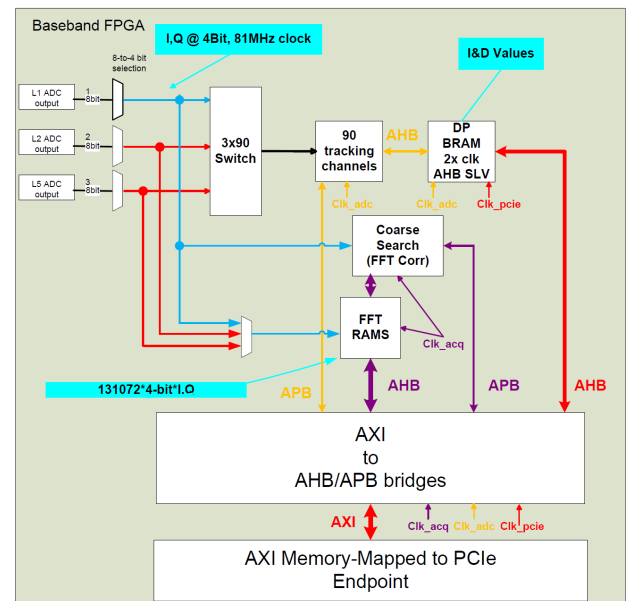 Baseband FPGA
I,Q @ 4Bit, 81MHz clock
I&D Values
8-to-4 bit
selection
L1 ADC
output
1
8bit
L2 ADC
output
2
8bit
L5 ADC
output
3
8bit
3x90
Switch
90
tracking
channels
AHB
DP
BRAM
2x clk
AHB SLV
Clk_adc
Clk_adc
Clk_pcie
Coarse
Search
(FFT Corr)
FFT
RAMS
Clk_acq
131072*4-bit*I.Q
APB
AHB
APB
AHB
AXI
to
AHB/APB bridges
AXI
Clk_acq
Clk_adc
Clk_pcie
AXI Memory-Mapped to PCIe
Endpoint